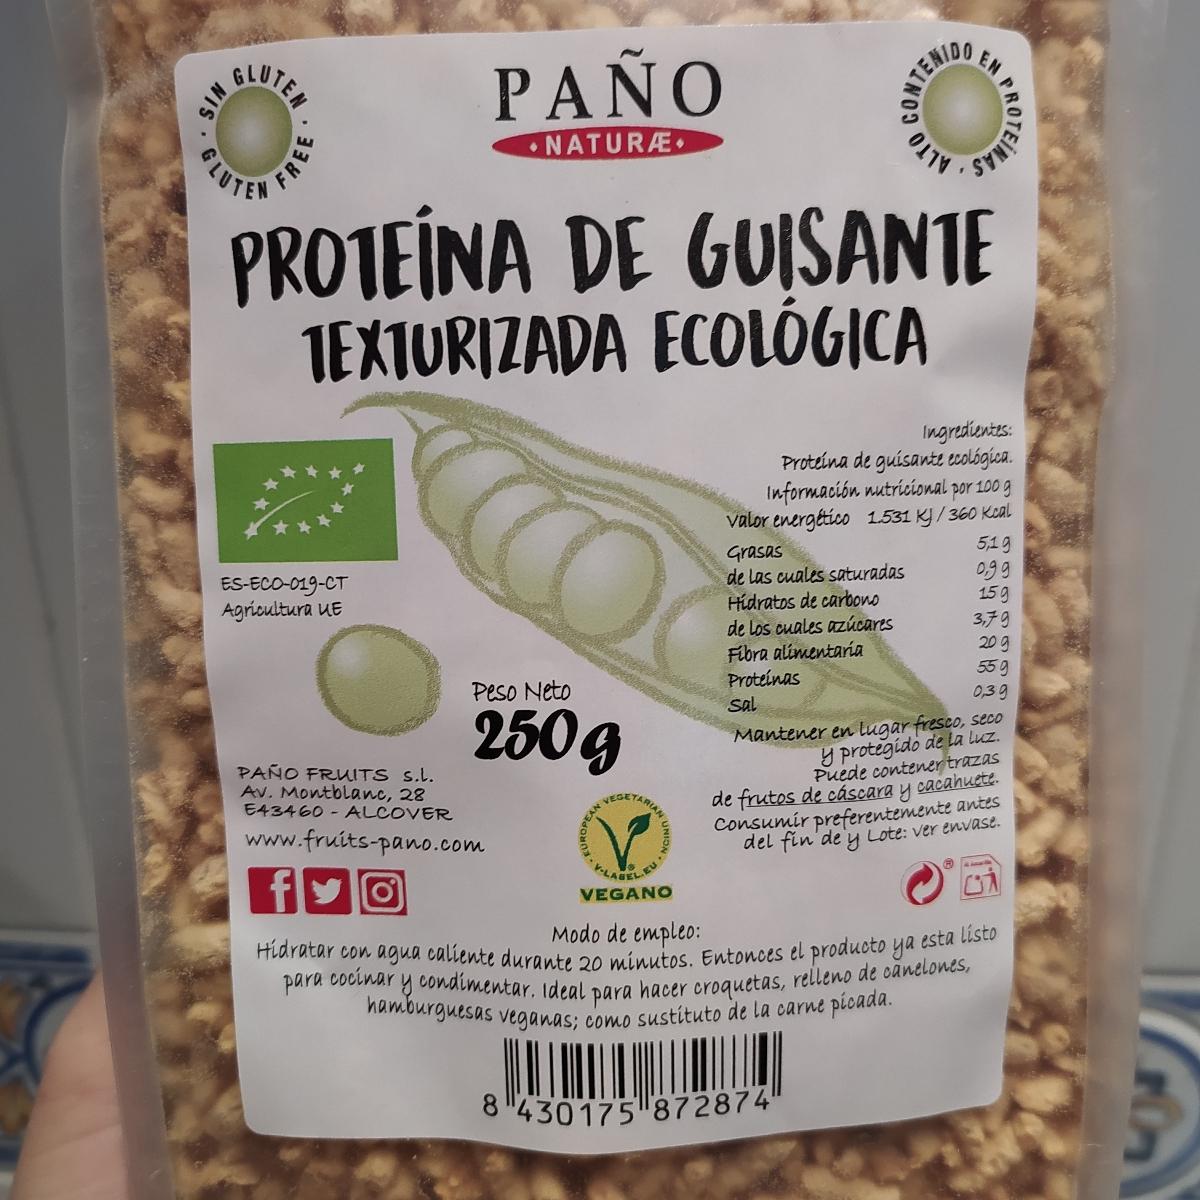 SIN GLUTEN · GLUTEN FREE ·
PAÑO
NATURÆ
ALTO CONTENIDO EN PROTEÍNAS ·
PROTEÍNA DE GUISANTE
TEXTURIZADA ECOLÓGICA
ES-ECO-019-CT
Agricultura UE
Ingredientes:
Proteína de guisante ecológica.
Información nutricional por 100 g
Valor energético 1.531 KJ / 360 Kcal
Grasas 5,1 g
de las cuales saturadas 0,9 g
Hidratos de carbono 15 g
de los cuales azúcares 3,7 g
Fibra alimentaria 20 g
Proteínas 55 g
Sal 0,3 g
Mantener en lugar fresco, seco
y protegido de la luz.
Puede contener trazas
de frutos de cáscara y cacahuete.
Consumir preferentemente antes
del fin de y Lote: ver envase.
Peso Neto
250g
PAÑO FRUITS s.l.
Av. Montblanc, 28
E43460 - ALCOVER
www.fruits-pano.com
EUROPEAN VEGETARIAN UNION
V-LABEL.EU
VEGANO
Modo de empleo:
Hidratar con agua caliente durante 20 minutos. Entonces el producto ya esta listo
para cocinar y condimentar. Ideal para hacer croquetas, relleno de canelones,
hamburguesas veganas; como sustituto de la carne picada.
8 430175 872874